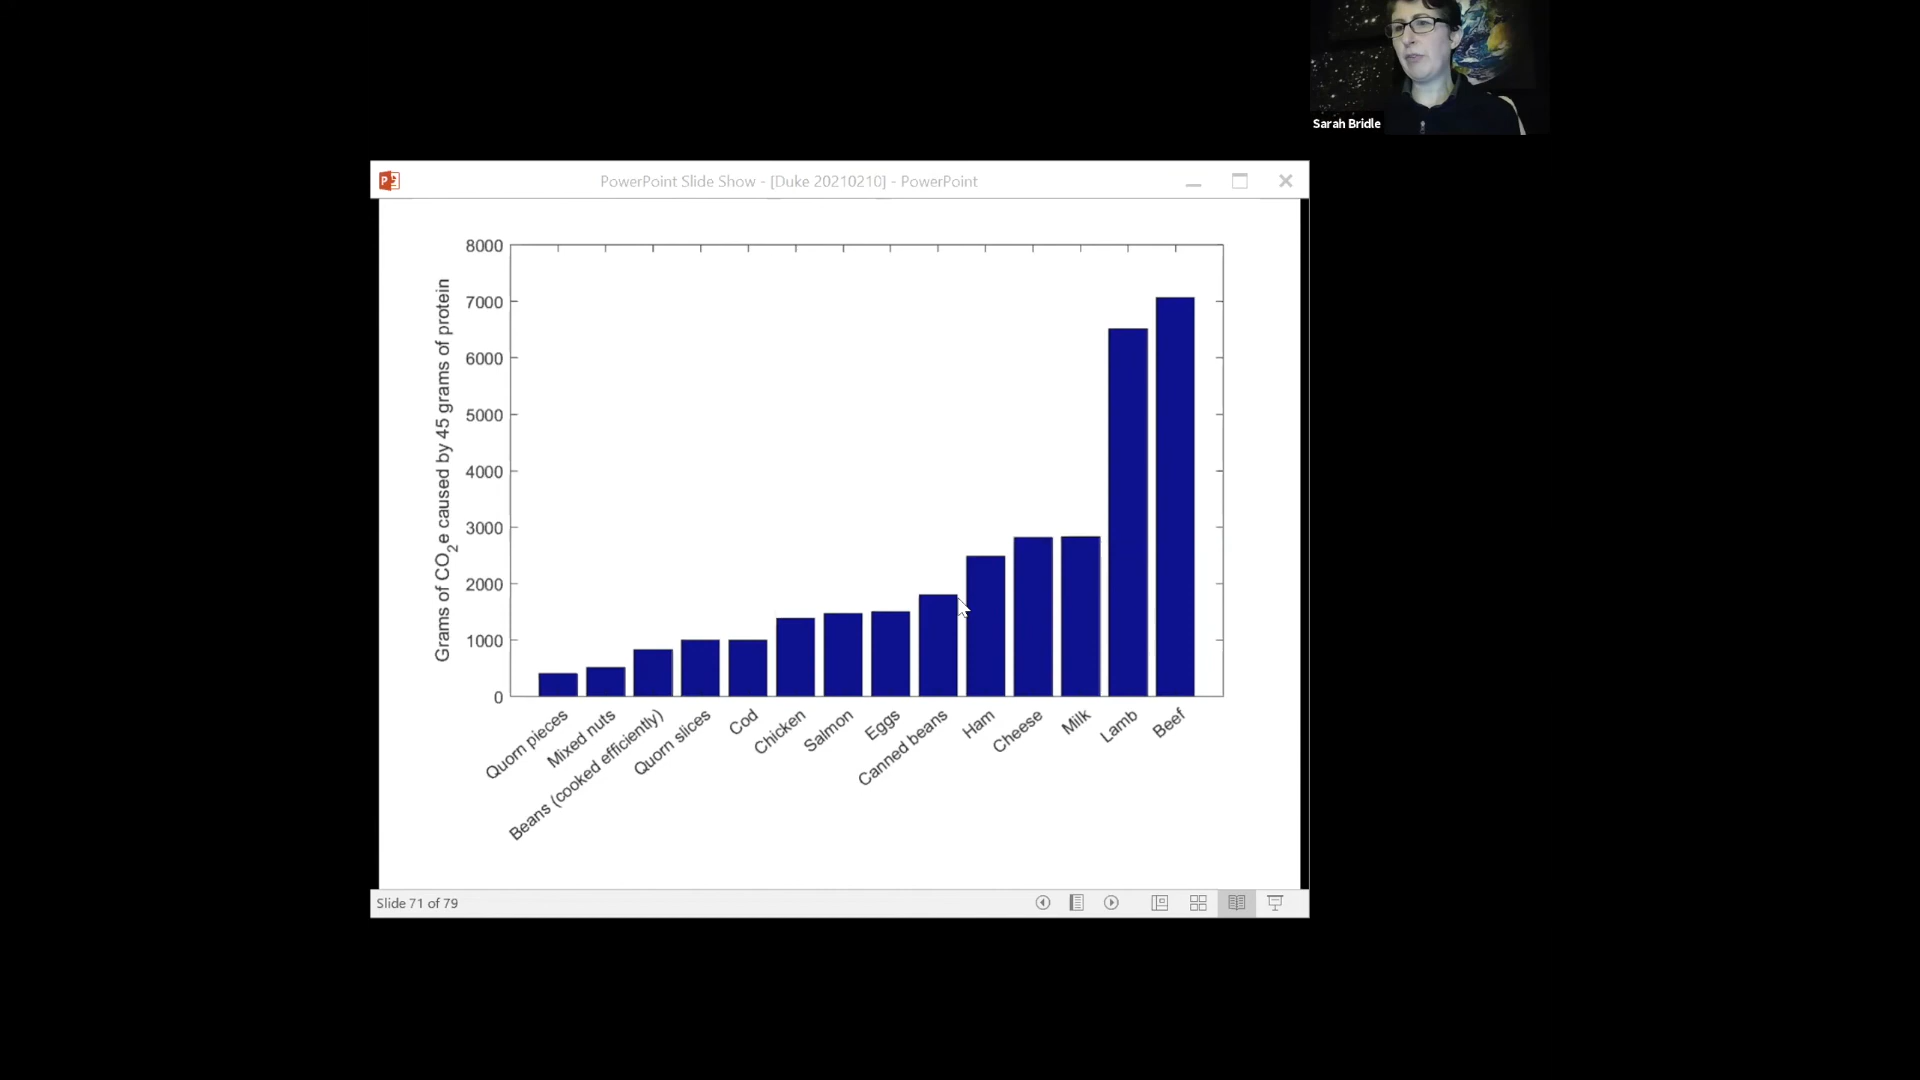 Sarah Bridle
PowerPoint Slide Show - [Duke 20210210] - PowerPoint
Grams of CO2e caused by 45 grams of protein
8000
7000
6000
5000
4000
3000
2000
1000
0
Quorn pieces
Mixed nuts
Beans (cooked efficiently)
Quorn slices
Cod
Chicken
Salmon
Eggs
Canned beans
Ham
Cheese
Milk
Lamb
Beef
Slide 71 of 79